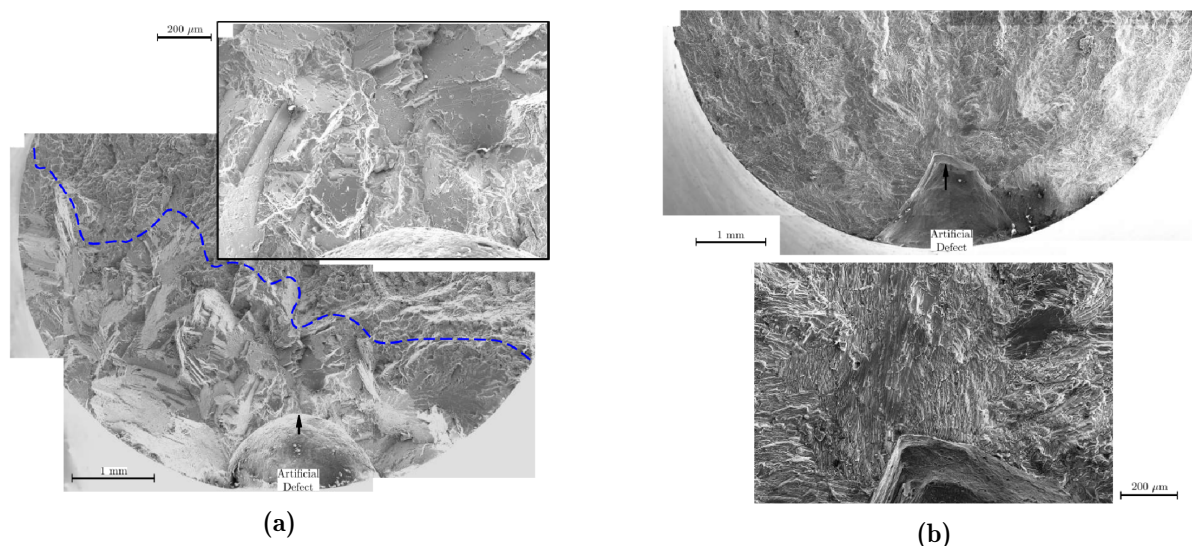 200 μm
1 mm
Artificial
Defect
(a)
1 mm
Artificial
Defect
200 μm
(b)